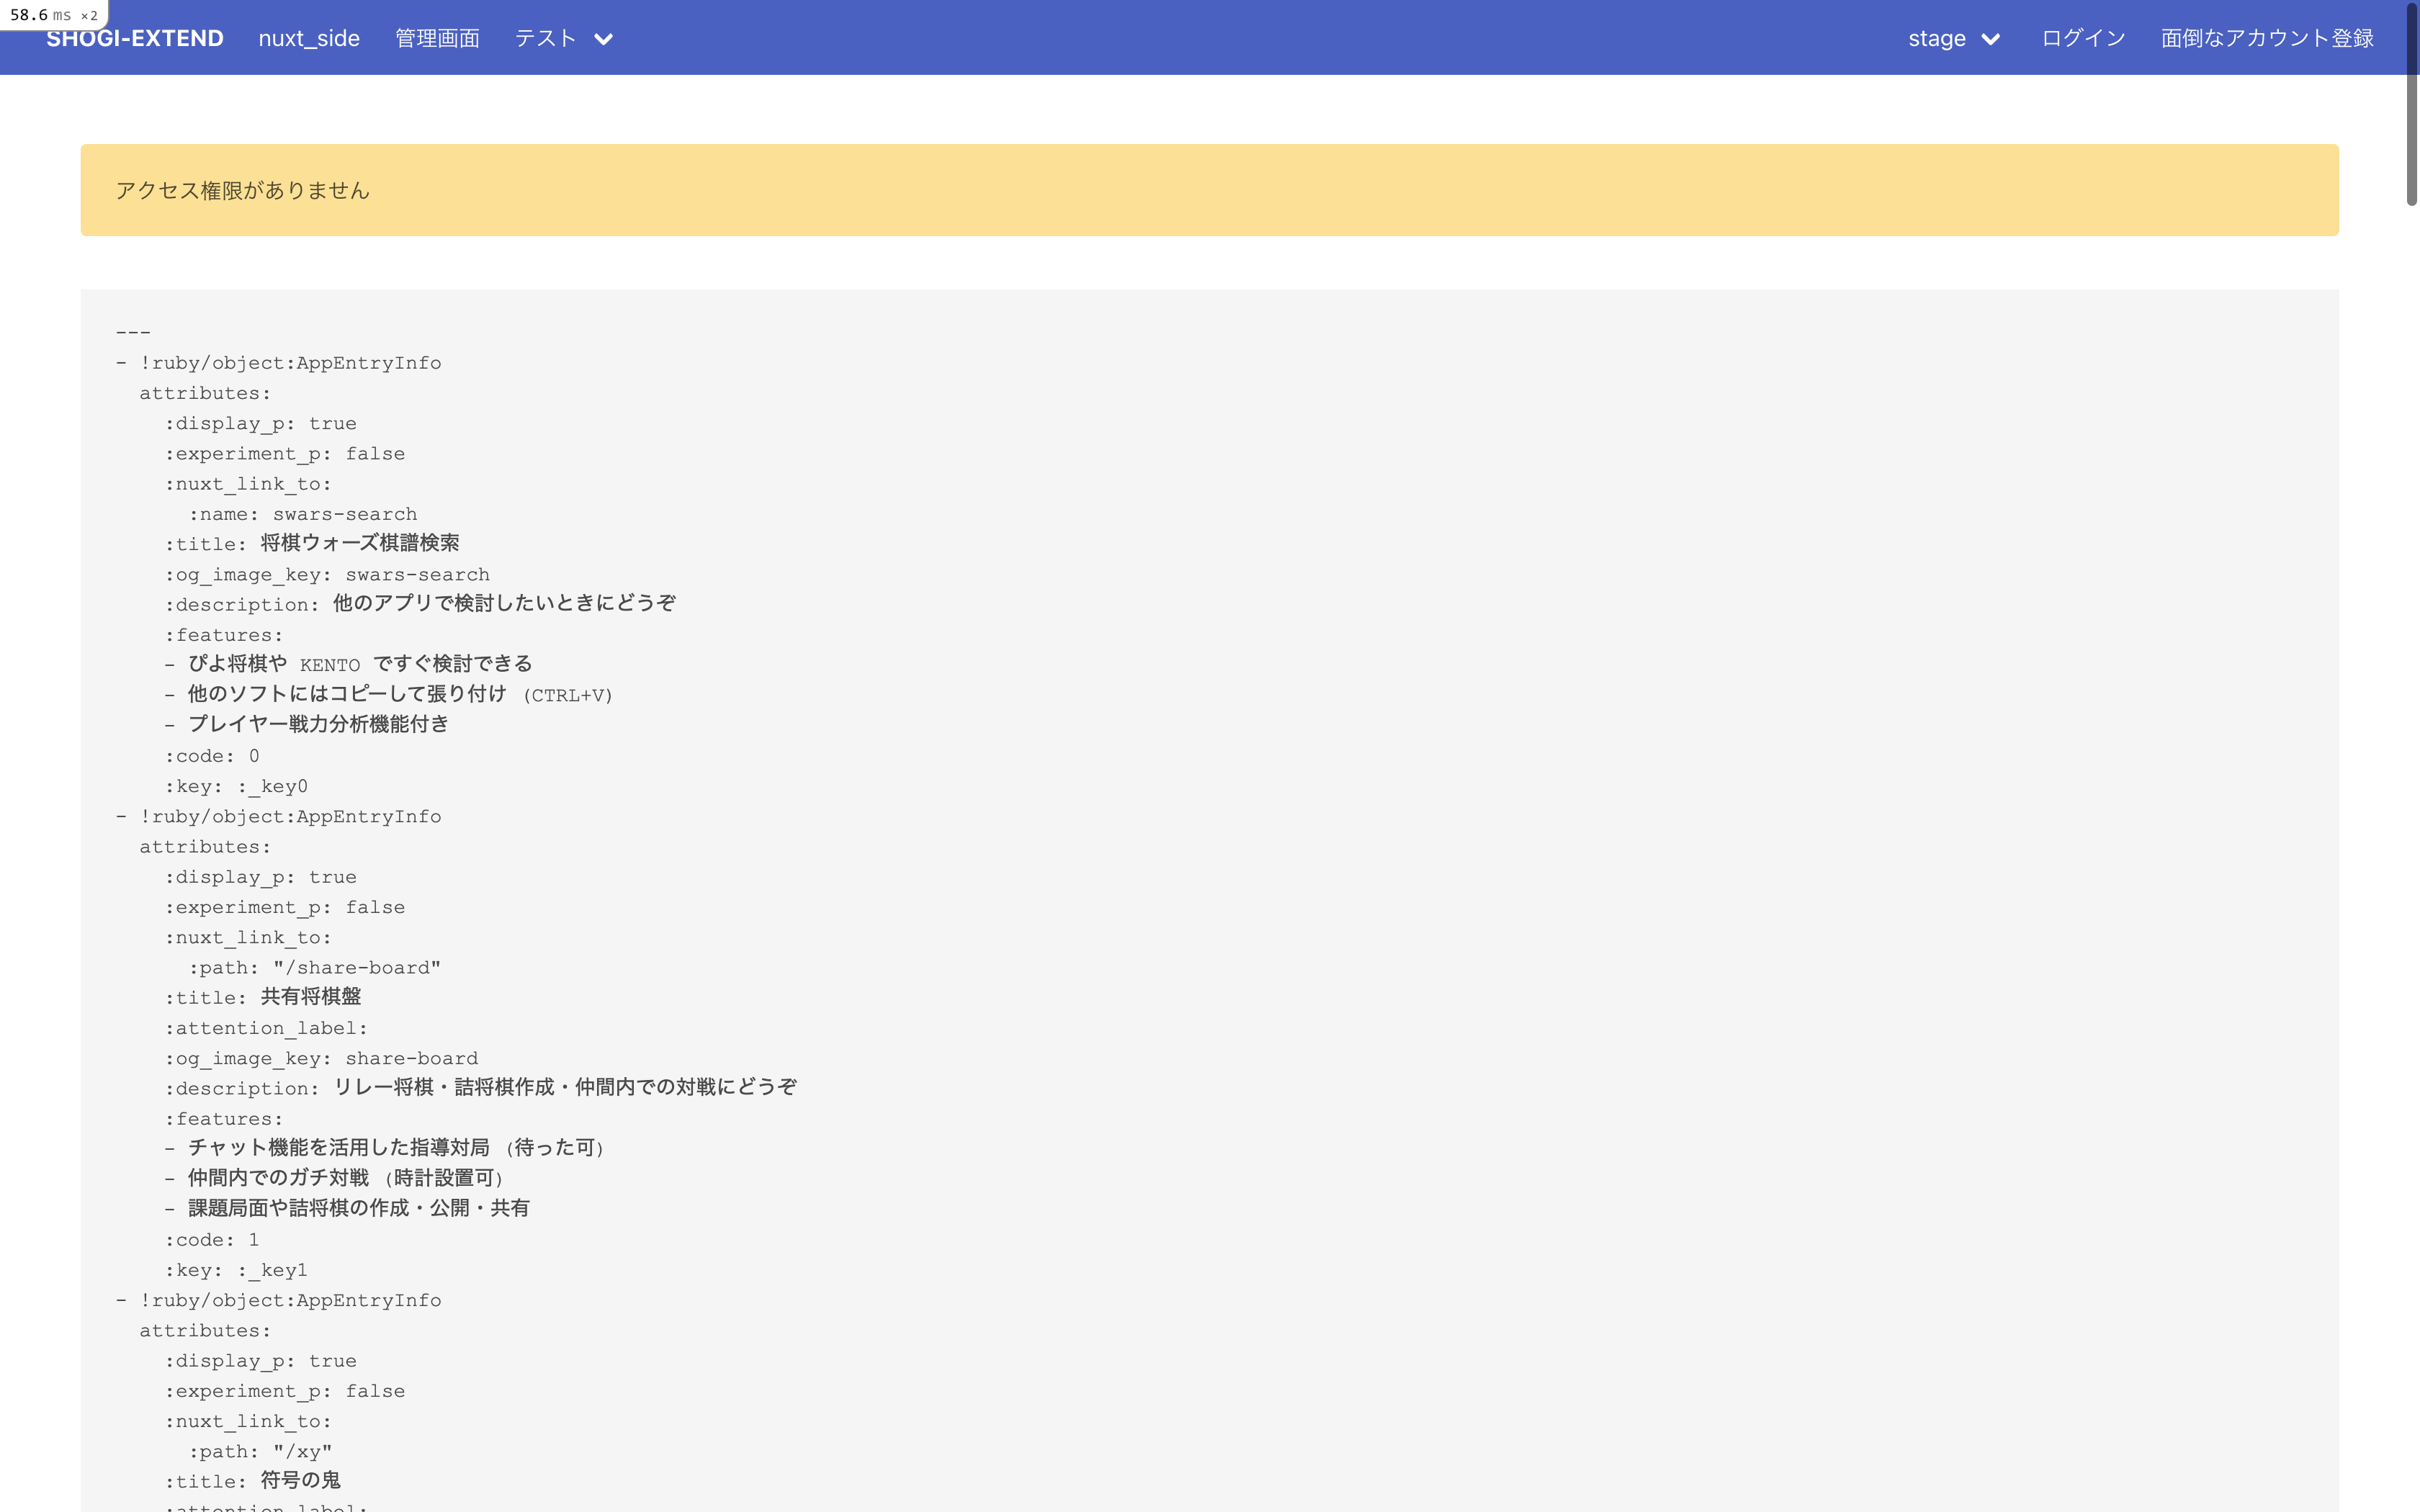 58.6 ms ×2
SHOGI-EXTEND nuxt_side 管理画面 テスト stage ログイン 面倒なアカウント登録
アクセス権限がありません
---
- !ruby/object:AppEntryInfo
  attributes:
    :display_p: true
    :experiment_p: false
    :nuxt_link_to:
      :name: swars-search
    :title: 将棋ウォーズ棋譜検索
    :og_image_key: swars-search
    :description: 他のアプリで検討したいときにどうぞ
    :features:
    - ぴよ将棋や KENTO ですぐ検討できる
    - 他のソフトにはコピーして張り付け (CTRL+V)
    - プレイヤー戦力分析機能付き
    :code: 0
    :key: :_key0
- !ruby/object:AppEntryInfo
  attributes:
    :display_p: true
    :experiment_p: false
    :nuxt_link_to:
      :path: "/share-board"
    :title: 共有将棋盤
    :attention_label:
    :og_image_key: share-board
    :description: リレー将棋・詰将棋作成・仲間内での対戦にどうぞ
    :features:
    - チャット機能を活用した指導対局 (待った可)
    - 仲間内でのガチ対戦 (時計設置可)
    - 課題局面や詰将棋の作成・公開・共有
    :code: 1
    :key: :_key1
- !ruby/object:AppEntryInfo
  attributes:
    :display_p: true
    :experiment_p: false
    :nuxt_link_to:
      :path: "/xy"
    :title: 符号の鬼
    :attention_label: